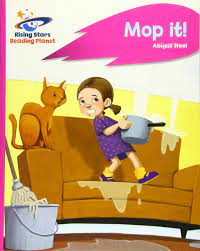 Rising Stars
Reading Planet
Mop it!
Abigail Steel